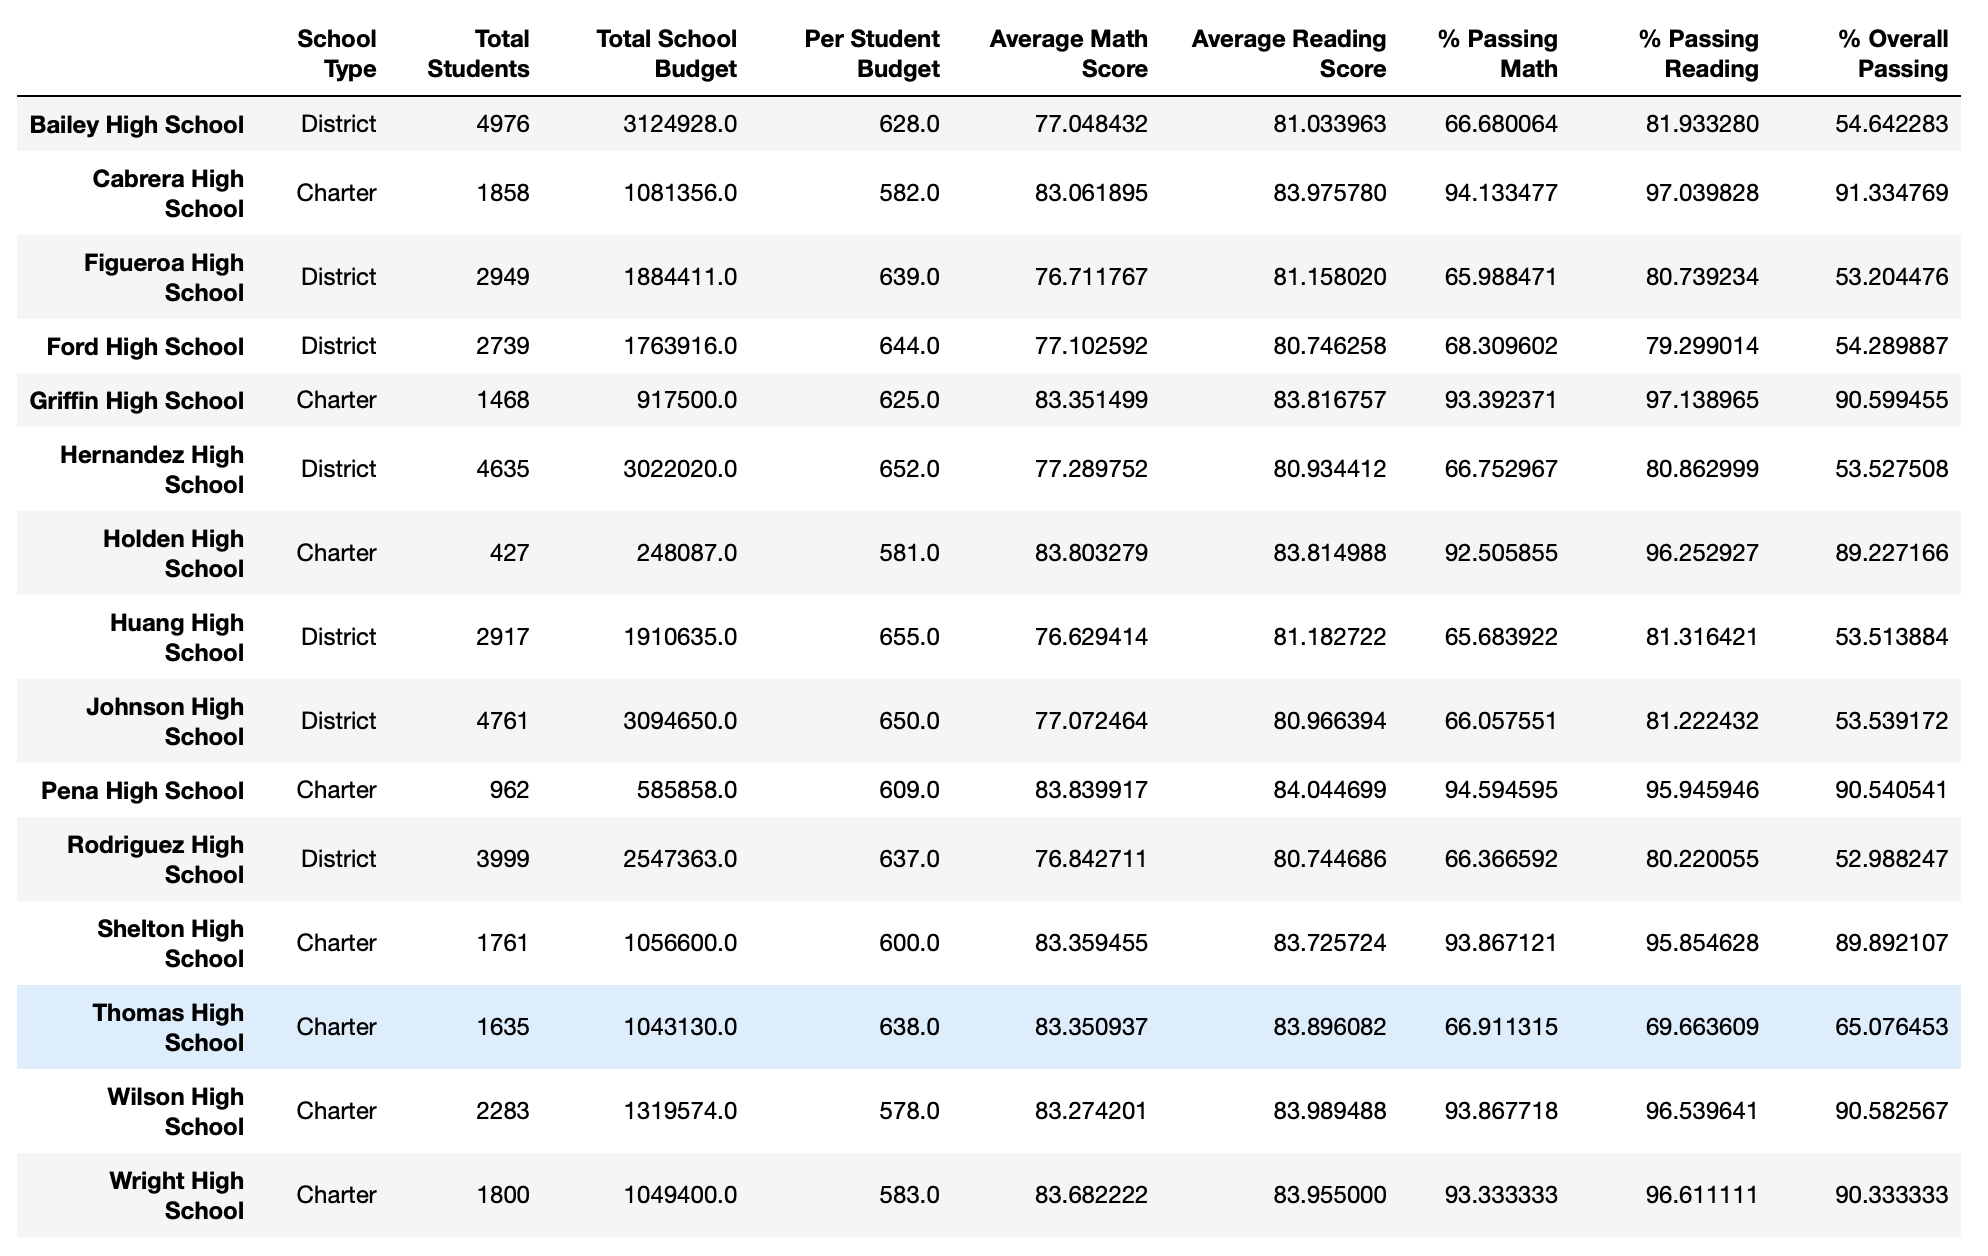 School Type Total Students Total School Budget Per Student Budget Average Math Score Average Reading Score % Passing Math % Passing Reading % Overall Passing
Bailey High School District 4976 3124928.0 628.0 77.048432 81.033963 66.680064 81.933280 54.642283
Cabrera High School Charter 1858 1081356.0 582.0 83.061895 83.975780 94.133477 97.039828 91.334769
Figueroa High School District 2949 1884411.0 639.0 76.711767 81.158020 65.988471 80.739234 53.204476
Ford High School District 2739 1763916.0 644.0 77.102592 80.746258 68.309602 79.299014 54.289887
Griffin High School Charter 1468 917500.0 625.0 83.351499 83.816757 93.392371 97.138965 90.599455
Hernandez High School District 4635 3022020.0 652.0 77.289752 80.934412 66.752967 80.862999 53.527508
Holden High School Charter 427 248087.0 581.0 83.803279 83.814988 92.505855 96.252927 89.227166
Huang High School District 2917 1910635.0 655.0 76.629414 81.182722 65.683922 81.316421 53.513884
Johnson High School District 4761 3094650.0 650.0 77.072464 80.966394 66.057551 81.222432 53.539172
Pena High School Charter 962 585858.0 609.0 83.839917 84.044699 94.594595 95.945946 90.540541
Rodriguez High School District 3999 2547363.0 637.0 76.842711 80.744686 66.366592 80.220055 52.988247
Shelton High School Charter 1761 1056600.0 600.0 83.359455 83.725724 93.867121 95.854628 89.892107
Thomas High School Charter 1635 1043130.0 638.0 83.350937 83.896082 66.911315 69.663609 65.076453
Wilson High School Charter 2283 1319574.0 578.0 83.274201 83.989488 93.867718 96.539641 90.582567
Wright High School Charter 1800 1049400.0 583.0 83.682222 83.955000 93.333333 96.611111 90.333333